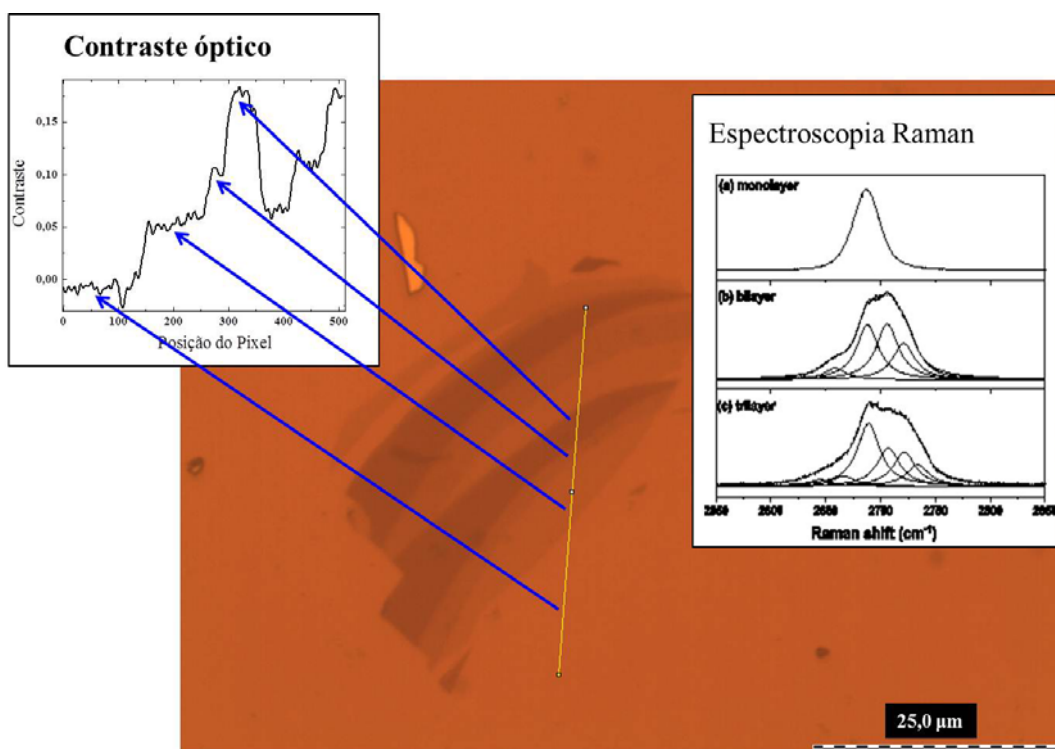 Contraste óptico
Contraste
0,15
0,10
0,05
0,00
0
100
200
300
400
500
Posição do Pixel
Espectroscopia Raman
(a) monolayer
(b) bilayer
(c) trilayer
Raman shift (cm⁻¹)
25,0 µm